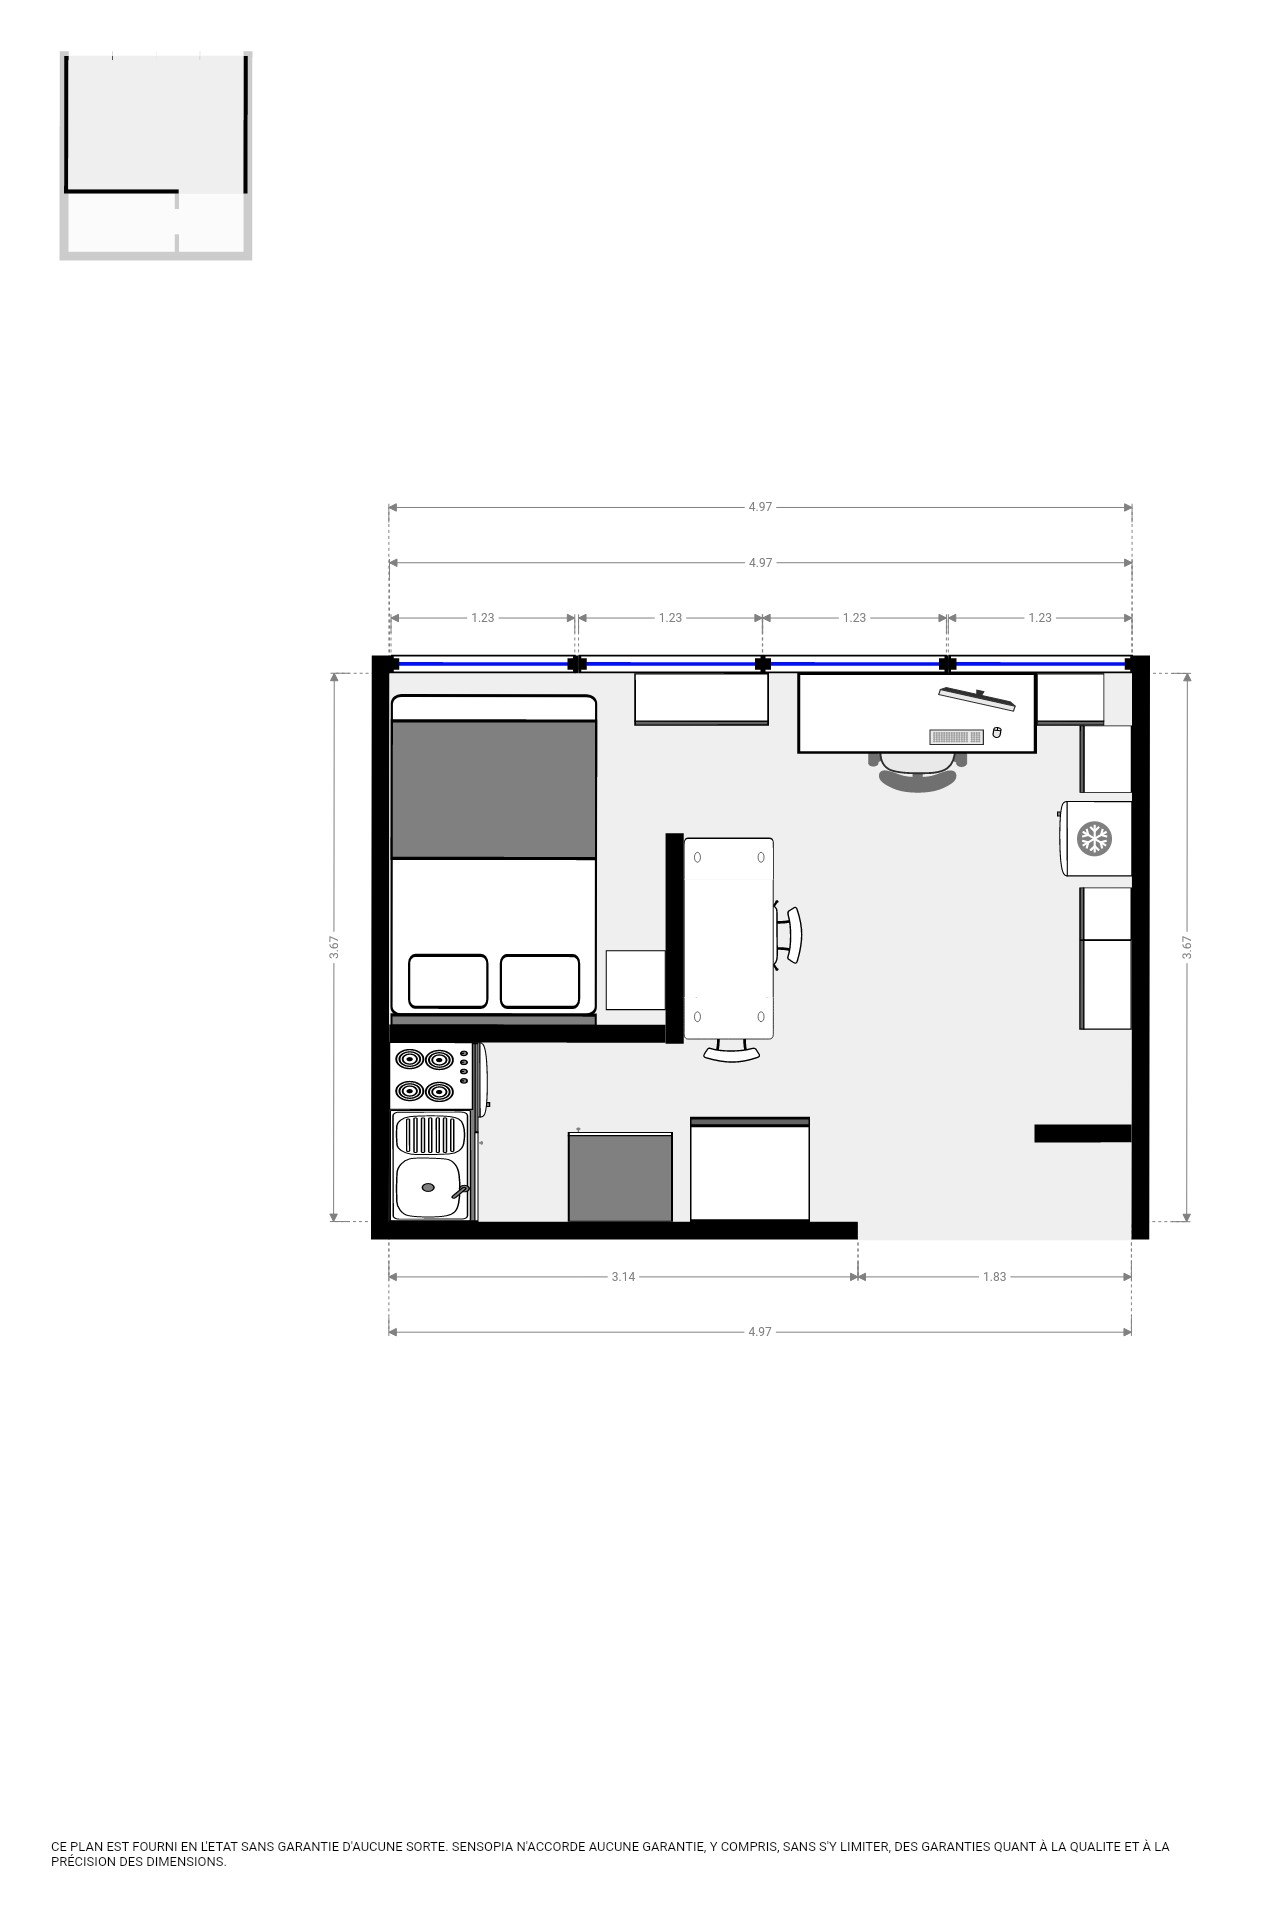 4.97
4.97
1.23 1.23 1.23 1.23
3.67 3.67
3.14 1.83
4.97
CE PLAN EST FOURNI EN L'ETAT SANS GARANTIE D'AUCUNE SORTE. SENSOPIA N'ACCORDE AUCUNE GARANTIE, Y COMPRIS, SANS S'Y LIMITER, DES GARANTIES QUANT À LA QUALITE ET À LA
PRÉCISION DES DIMENSIONS.